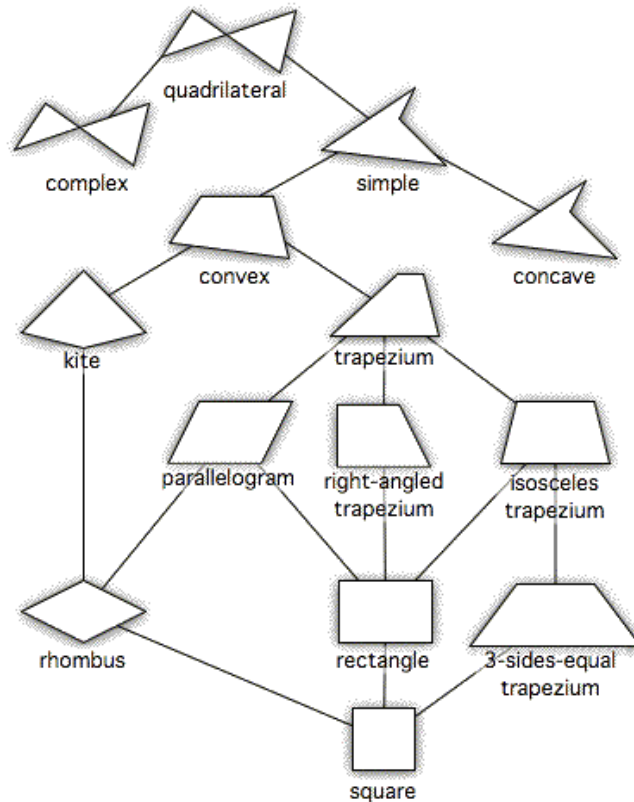 quadrilateral
complex
simple
convex
concave
kite
trapezium
parallelogram
right-angled
trapezium
isosceles
trapezium
rhombus
rectangle
3-sides-equal
trapezium
square